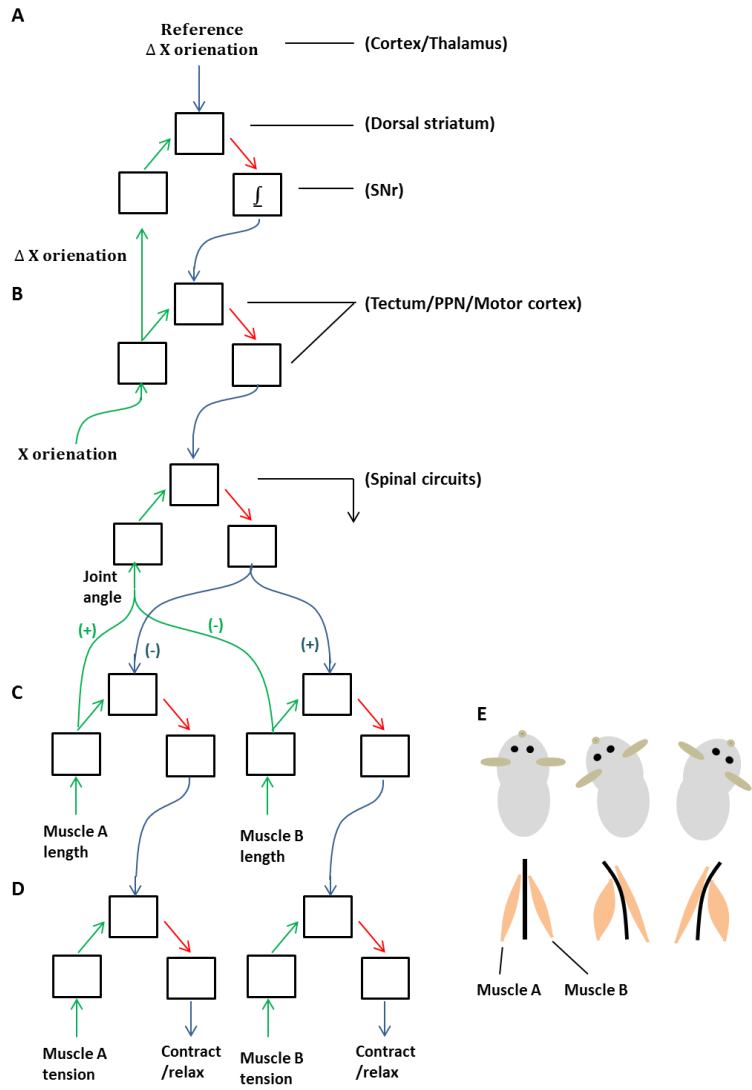 A
Reference
Δ X orienation
(Cortex/Thalamus)
(Dorsal striatum)
∫
(SNr)
Δ X orienation
B
(Tectum/PPN/Motor cortex)
X orienation
(Spinal circuits)
Joint
angle
(+)
(-)
(-)
(+)
C
E
Muscle A
length
Muscle B
length
D
Muscle A
Muscle B
Muscle A
tension
Contract
/relax
Muscle B
tension
Contract
/relax